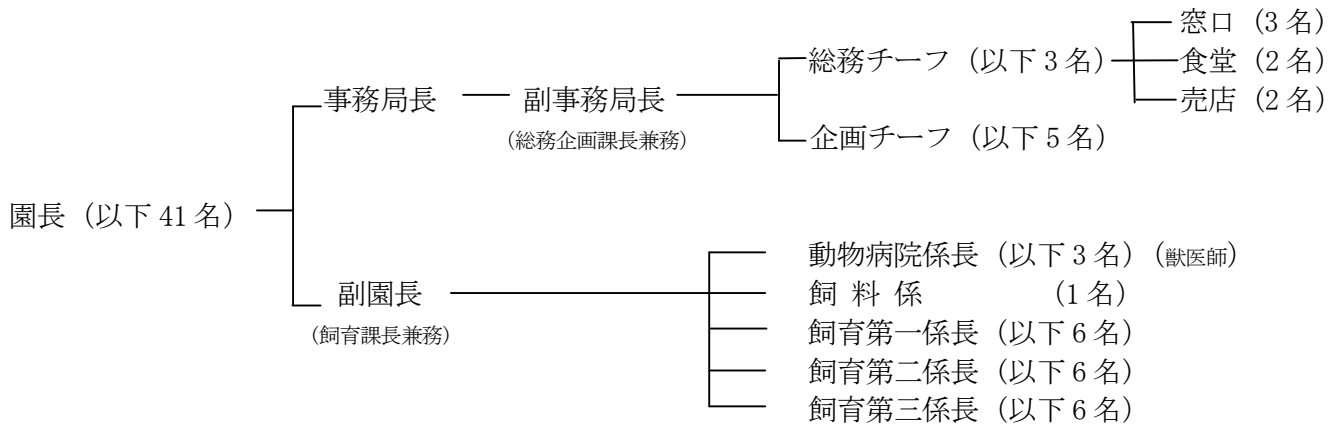 窓口 (3名)
総務チーフ (以下3名)
食堂 (2名)
売店 (2名)
事務局長
副事務局長
(総務企画課長兼務)
企画チーフ (以下5名)
園長 (以下41名)
動物病院係長 (以下3名) (獣医師)
副園長
(飼育課長兼務)
飼 料 係 (1名)
飼育第一係長 (以下6名)
飼育第二係長 (以下6名)
飼育第三係長 (以下6名)